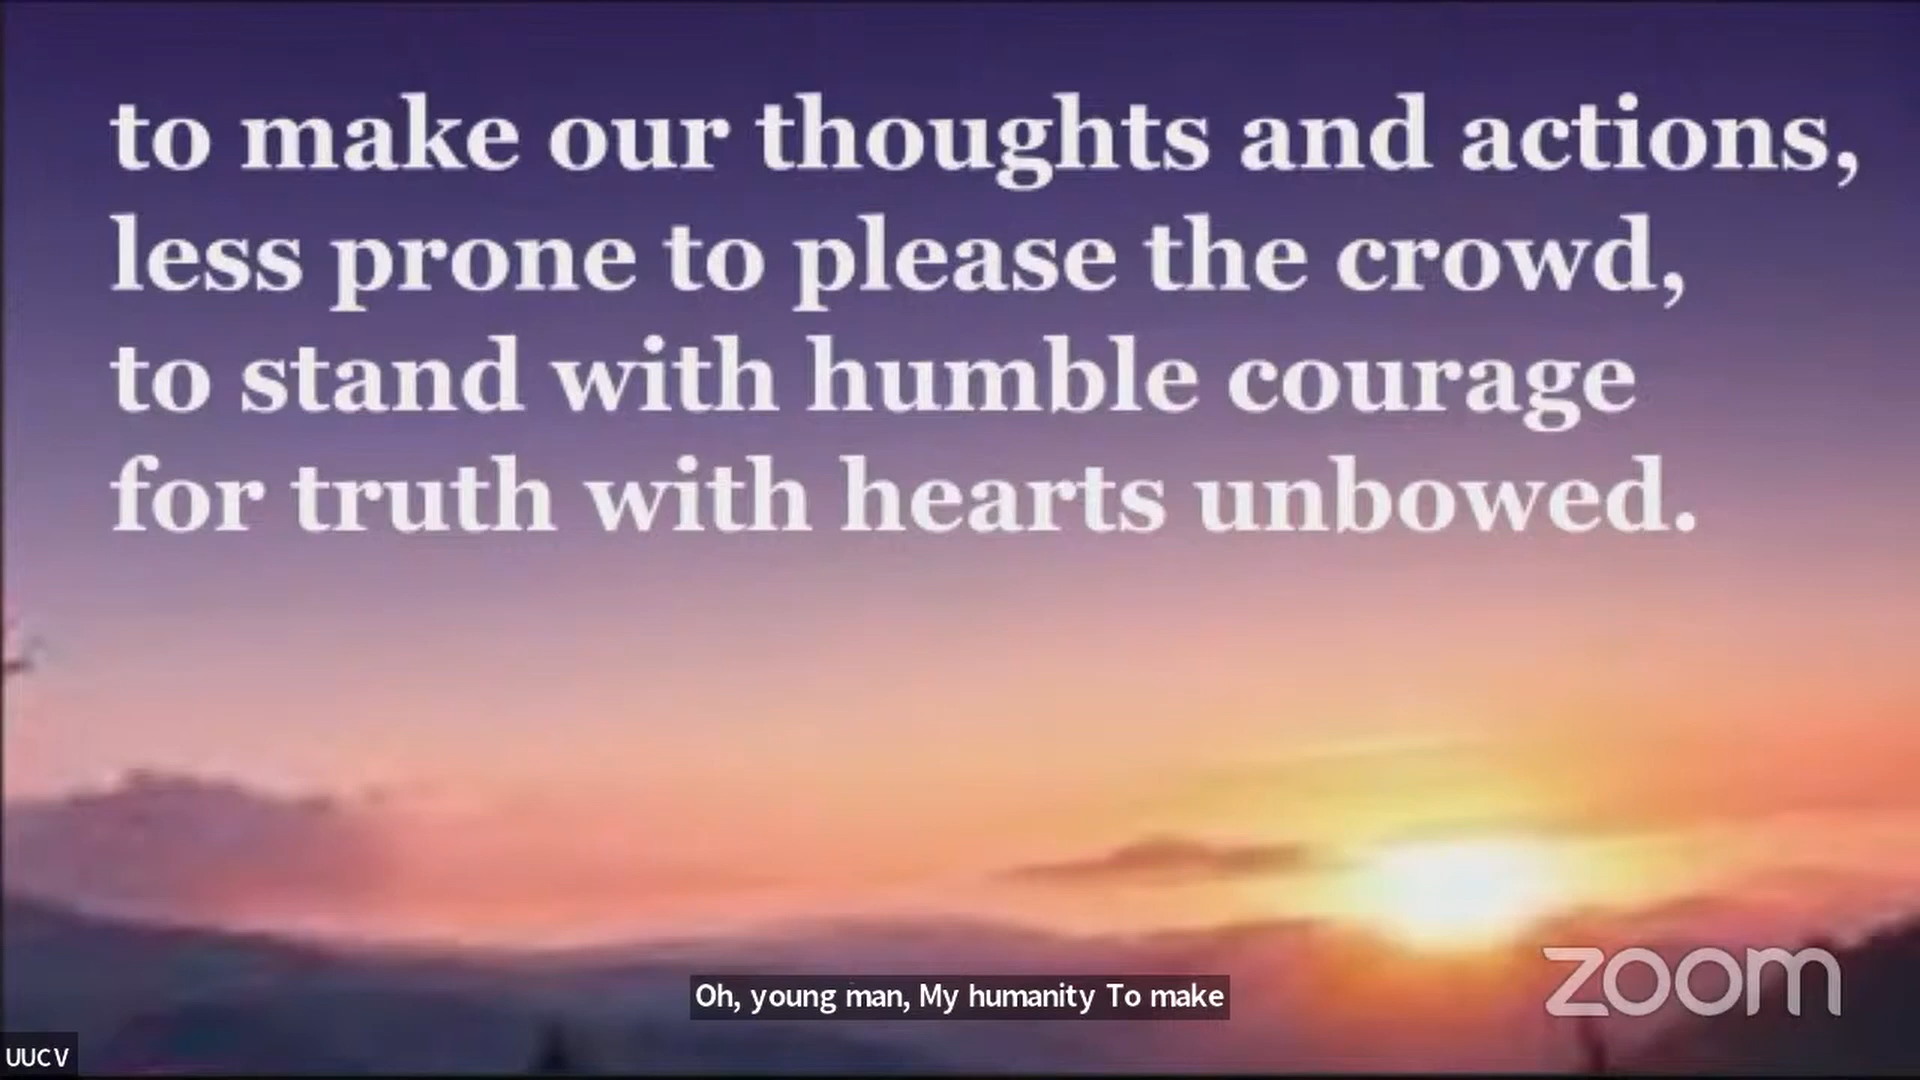 to make our thoughts and actions,
less prone to please the crowd,
to stand with humble courage
for truth with hearts unbowed.
Oh, young man, My humanity To make
zoom
UUCV